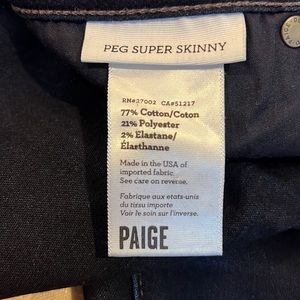 PEG SUPER SKINNY
RN#37002 CA#51217
77% Cotton/Coton
21% Polyester
2% Elastane/
Élasthanne
Made in the USA of
imported fabric.
See care on reverse.
Fabrique aux etats-unis
du tissu importe
Voir le soin sur l'inverse.
PAIGE